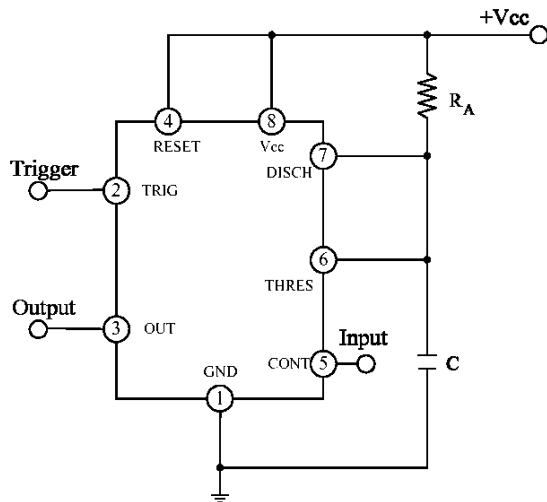 +Vcc
4
8
R_A
RESET
Vcc
7
DISCH
Trigger
2
TRIG
6
THRES
Output
3
OUT
Input
GND
CONT
5
C
1